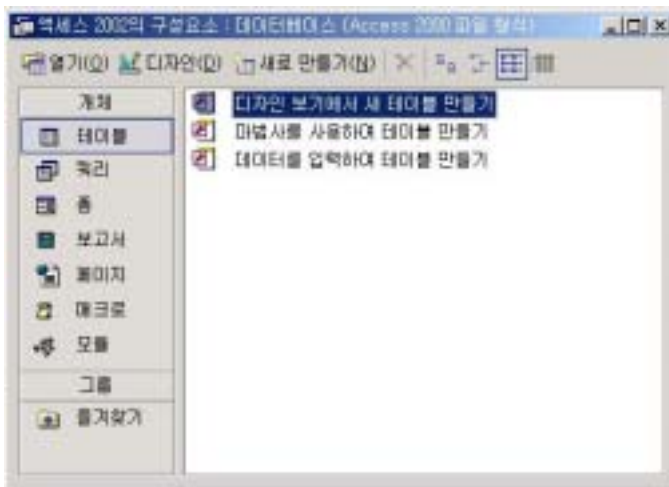 액세스 2002의 구성요소 : 데이터베이스 (Access 2000 파일 형식)
열기(O) 디자인(D) 새로 만들기(N)
개체
테이블
쿼리
폼
보고서
페이지
매크로
모듈
그룹
즐겨찾기
디자인 보기에서 새 테이블 만들기
마법사를 사용하여 테이블 만들기
데이터를 입력하여 테이블 만들기